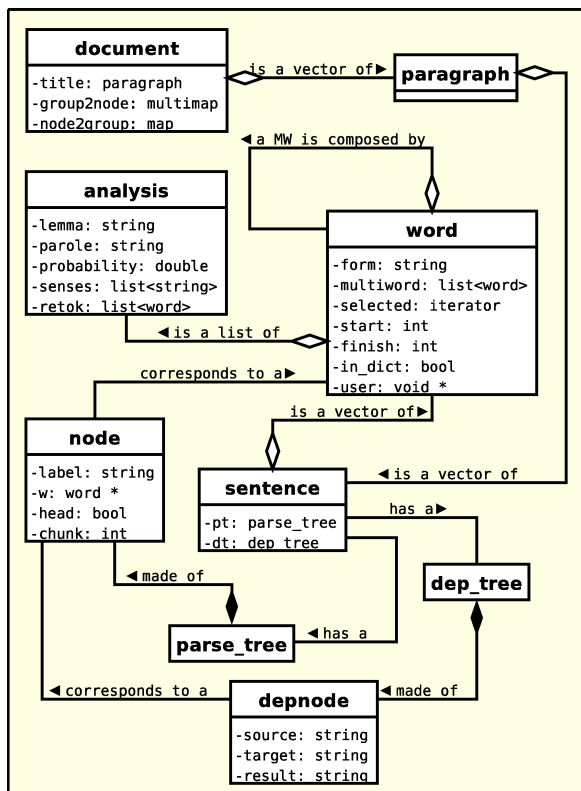 document
-title: paragraph
-group2node: multimap
-node2group: map
is a vector of▶
paragraph
◀ a MW is composed by
analysis
-lemma: string
-parole: string
-probability: double
-senses: list<string>
-retok: list<word>
word
-form: string
-multiword: list<word>
-selected: iterator
-start: int
-finish: int
-in_dict: bool
-user: void *
◀ is a list of
corresponds to a▶
is a vector of▶
node
-label: string
-w: word *
-head: bool
-chunk: int
sentence
-pt: parse_tree
-dt: dep_tree
◀ is a vector of
has a▶
dep_tree
◀ made of
parse_tree
◀ has a
◀ corresponds to a
depnode
-source: string
-target: string
-result: string
◀ made of